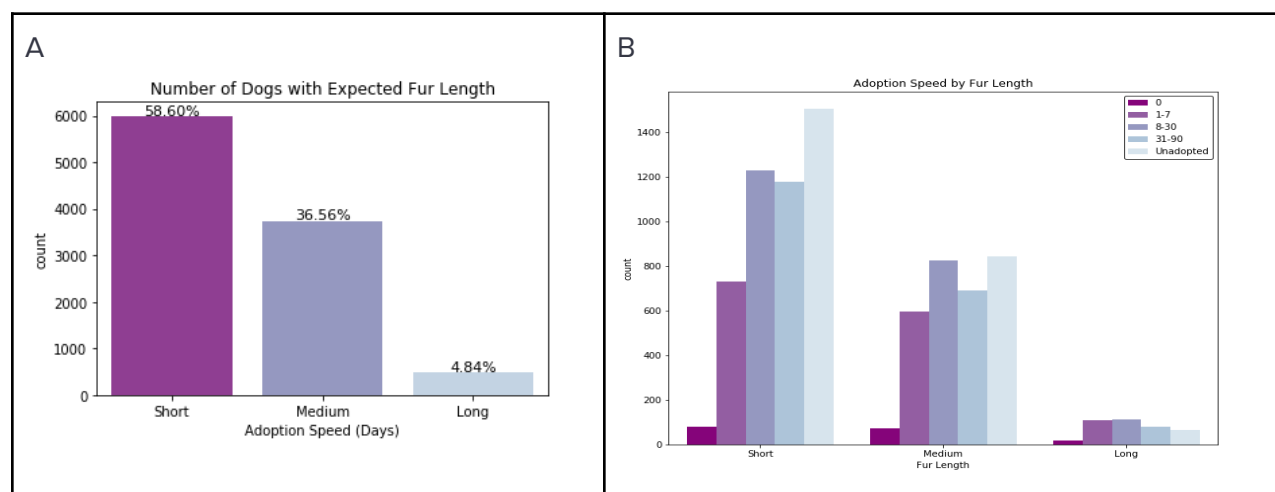 A
Number of Dogs with Expected Fur Length
6000
5000
4000
3000
2000
1000
0
count
58.60%
36.56%
4.84%
Short Medium Long
Adoption Speed (Days)
B
Adoption Speed by Fur Length
1400
1200
1000
800
600
400
200
0
count
0
1-7
8-30
31-90
Unadopted
Short Medium Long
Fur Length